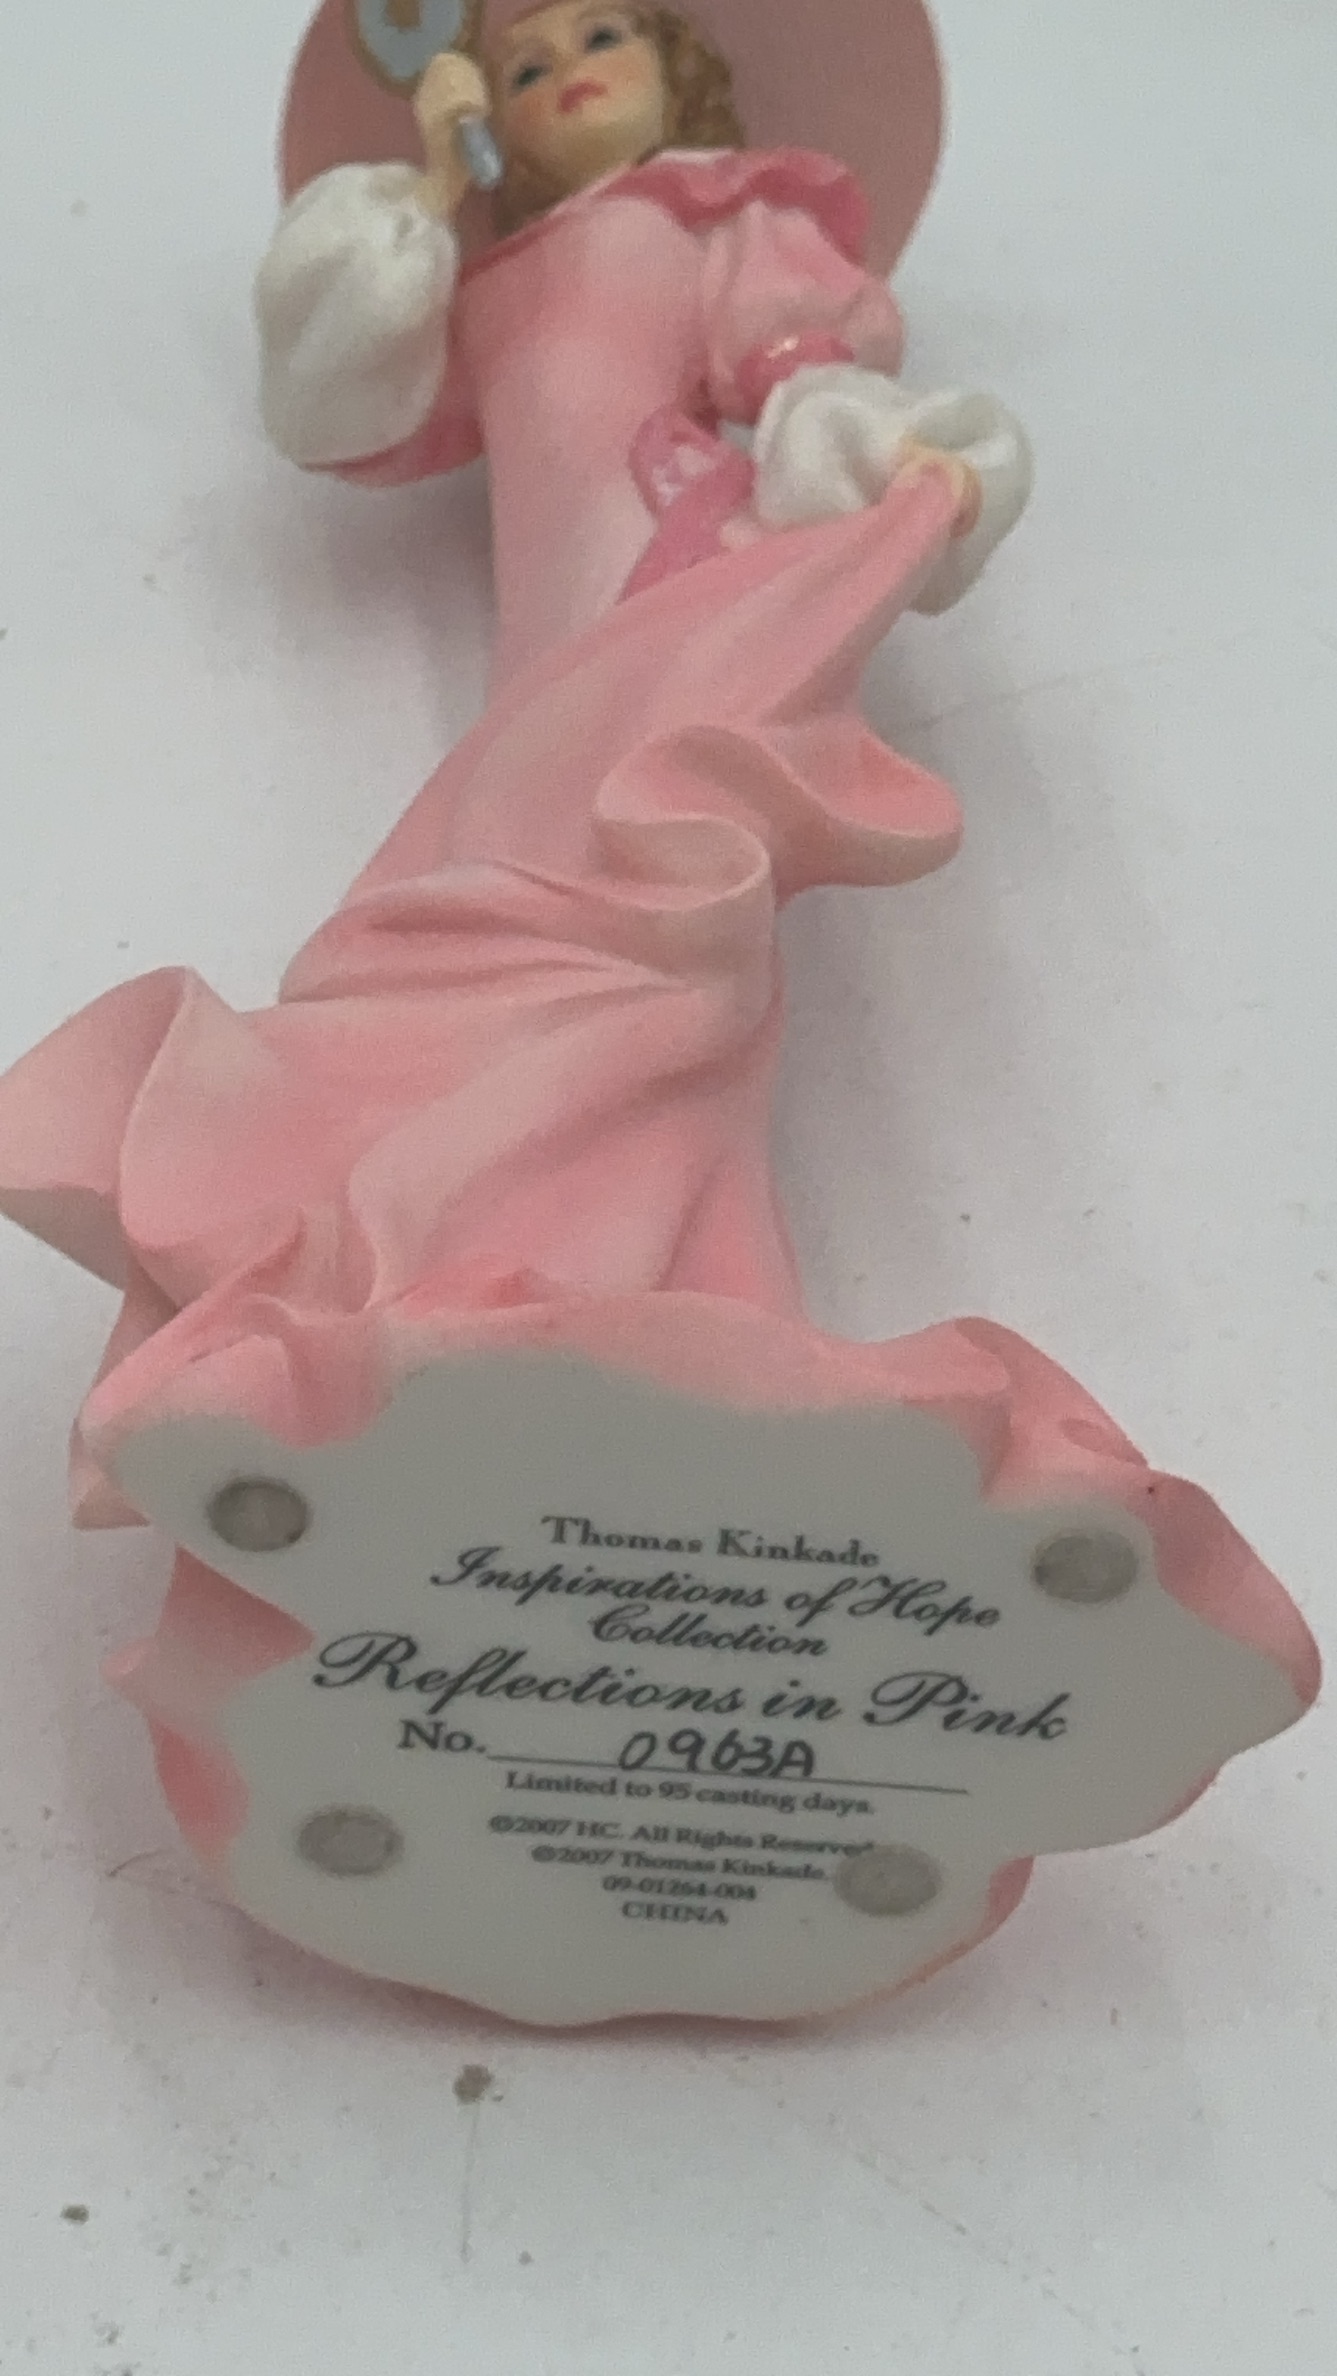 Thomas Kinkade
Inspirations of Hope
Collection
Reflections in Pink
No. 0963A
Limited to 95 casting days.
©2007 HC. All Rights Reserved
©2007 Thomas Kinkade.
09-01264-004
CHINA